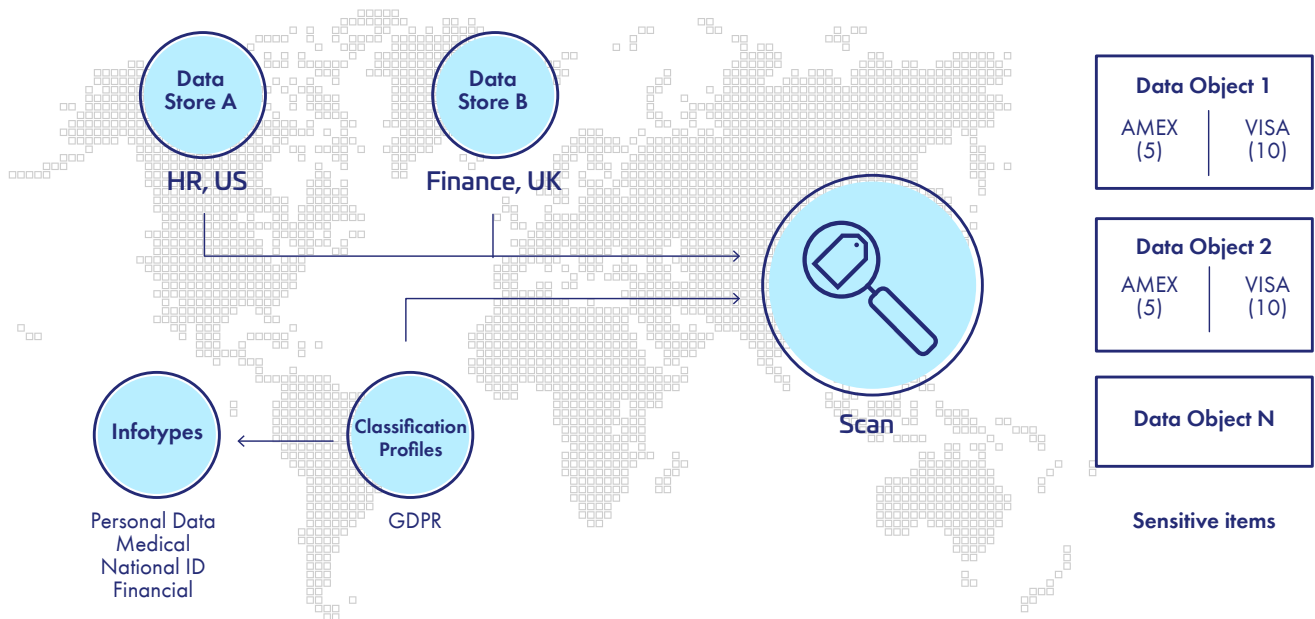 Data
Store A
HR, US
Data
Store B
Finance, UK
Scan
Infotypes
Personal Data
Medical
National ID
Financial
Classification
Profiles
GDPR
Data Object 1
AMEX
(5)
VISA
(10)
Data Object 2
AMEX
(5)
VISA
(10)
Data Object N
Sensitive items